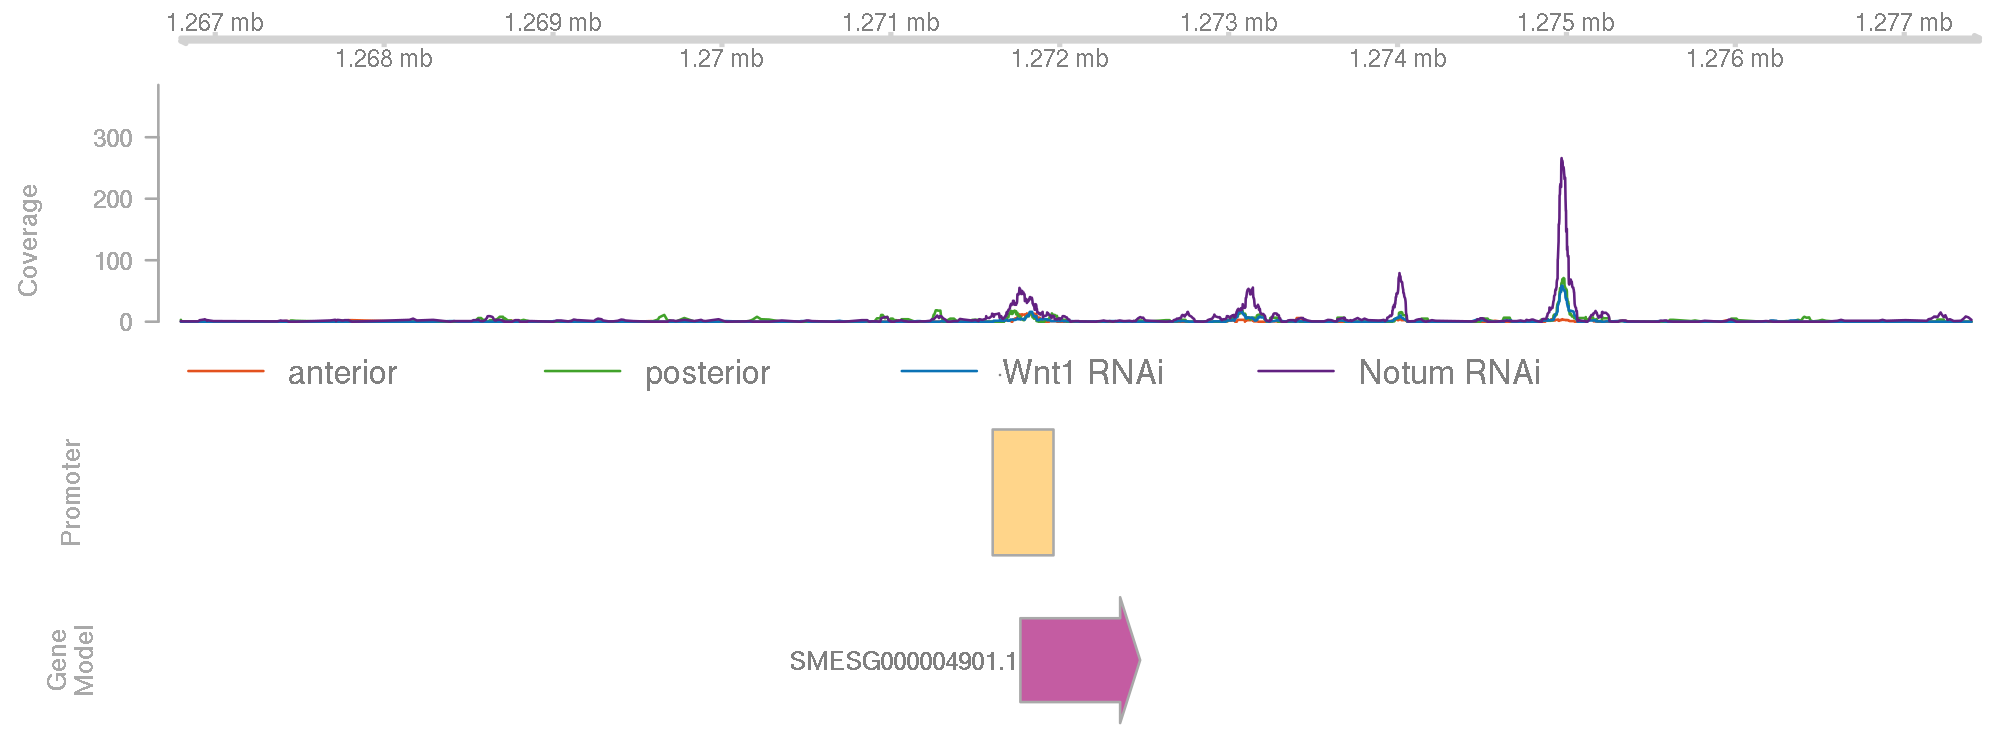 1.267 mb 1.269 mb 1.271 mb 1.273 mb 1.275 mb 1.277 mb
1.268 mb 1.27 mb 1.272 mb 1.274 mb 1.276 mb
Coverage
300
200
100
0
anterior posterior Wnt1 RNAi Notum RNAi
Promoter
Gene
Model
SMESG000004901.1